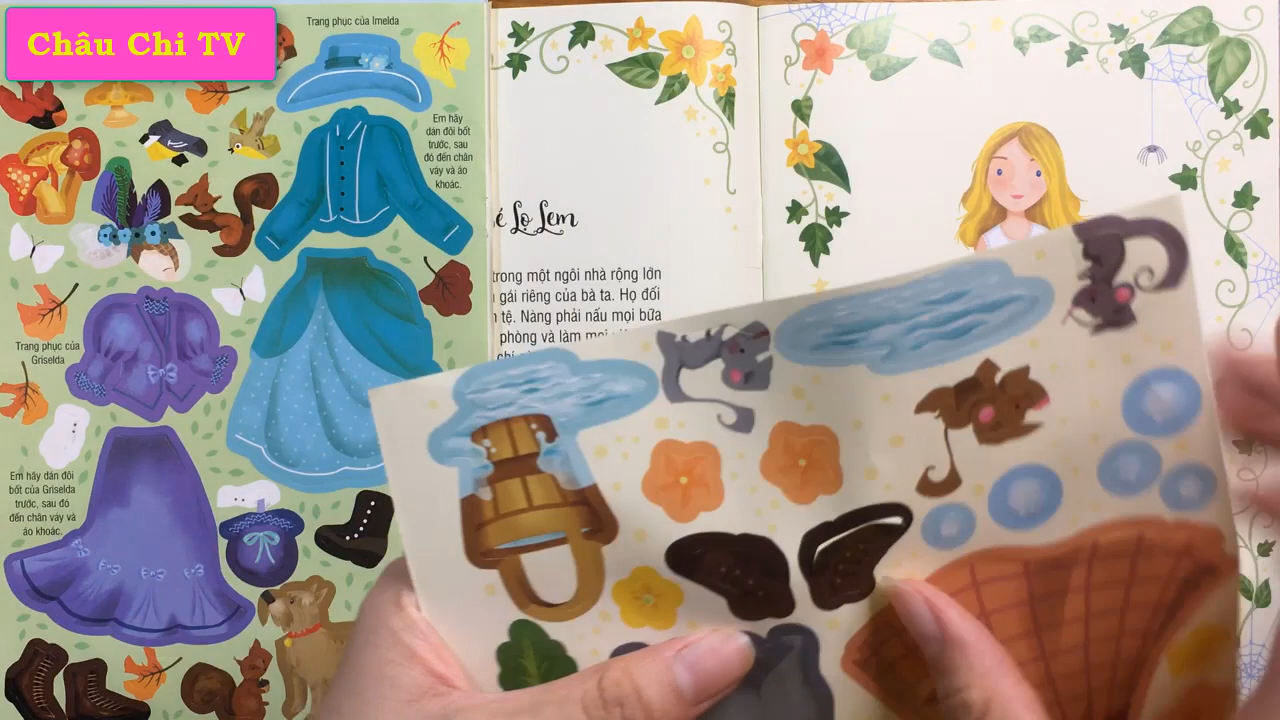 Châu Chi TV
Trang phục của Imelda
Em hãy
dán đôi bốt
trước, sau
đó đến chân
váy và áo
khoác.
Trang phục của
Griselda
Em hãy dán đôi
bốt của Griselda
trước, sau đó
đến chân váy và
áo khoác.
é Lọ Lem
trong một ngôi nhà rộng lớn
gái riêng của bà ta. Họ đối
tệ. Nàng phải nấu mọi bữa
phòng và làm mọi